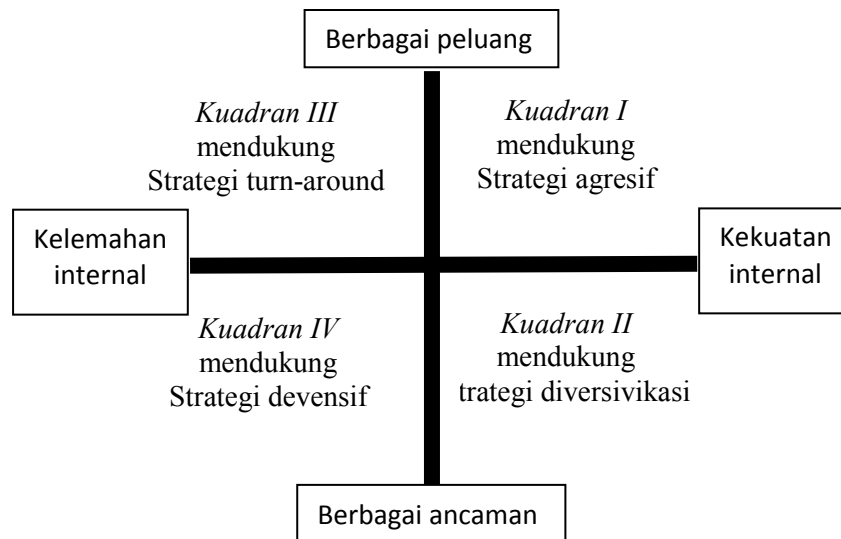 Berbagai peluang
Kuadran III
mendukung
Strategi turn-around
Kuadran I
mendukung
Strategi agresif
Kelemahan
internal
Kekuatan
internal
Kuadran IV
mendukung
Strategi devensif
Kuadran II
mendukung
trategi diversivikasi
Berbagai ancaman